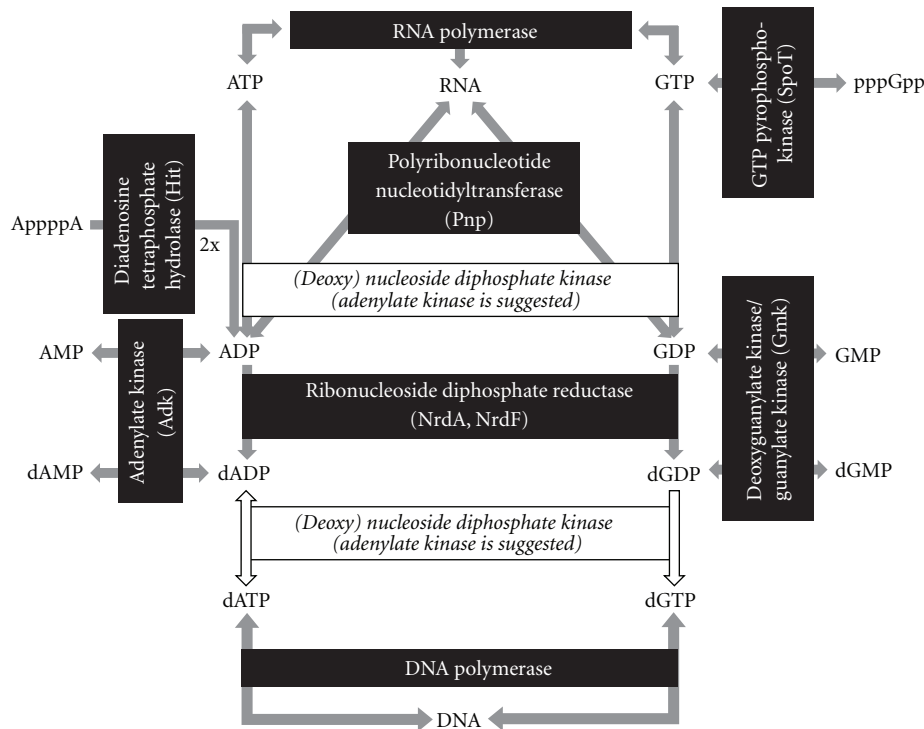 RNA polymerase
ATP
RNA
GTP
GTP pyrophospho-
kinase (SpoT)
pppGpp
Polyribonucleotide
nucleotidyltransferase
(Pnp)
AppppA
Diadenosine
tetraphosphate
hydrolase (Hit)
2x
(Deoxy) nucleoside diphosphate kinase
(adenylate kinase is suggested)
AMP
Adenylate kinase
(Adk)
ADP
GDP
Deoxyguanylate kinase/
guanylate kinase (Gmk)
GMP
Ribonucleoside diphosphate reductase
(NrdA, NrdF)
dAMP
dADP
dGDP
dGMP
(Deoxy) nucleoside diphosphate kinase
(adenylate kinase is suggested)
dATP
dGTP
DNA polymerase
DNA